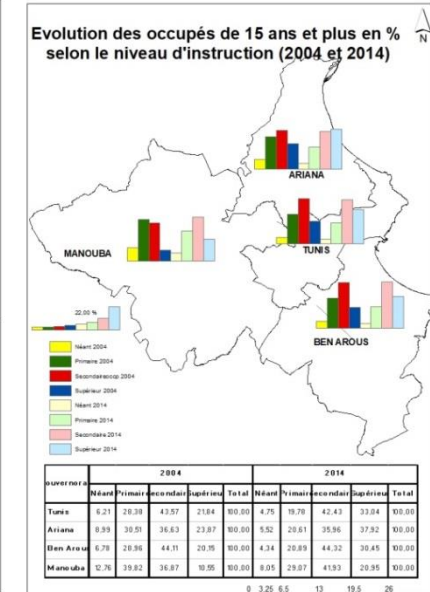 Evolution des occupés de 15 ans et plus en %
selon le niveau d'instruction (2004 et 2014)
N
ARIANA
MANOUBA
TUNIS
BEN AROUS
22,00 %
Néant 2004
Primaire 2004
Secondaireocop 2004
Supérieur 2004
Néant 2014
Primaire 2014
Secondaire 2014
Supérieur 2014
ouvernora 2004 2014
Néant Primaire econdair Supérieu Total Néant Primaire econdair Supérieu Total
Tunis 6,21 28,38 43,57 21,84 100,00 4,75 19,78 42,43 33,04 100,00
Ariana 8,99 30,51 36,63 23,87 100,00 5,52 20,61 35,96 37,92 100,00
Ben Arou 6,78 28,96 44,11 20,15 100,00 4,34 20,89 44,32 30,45 100,00
Manouba 12,76 39,82 36,87 10,55 100,00 8,05 29,07 41,93 20,95 100,00
0 3,25 6,5 13 19,5 26